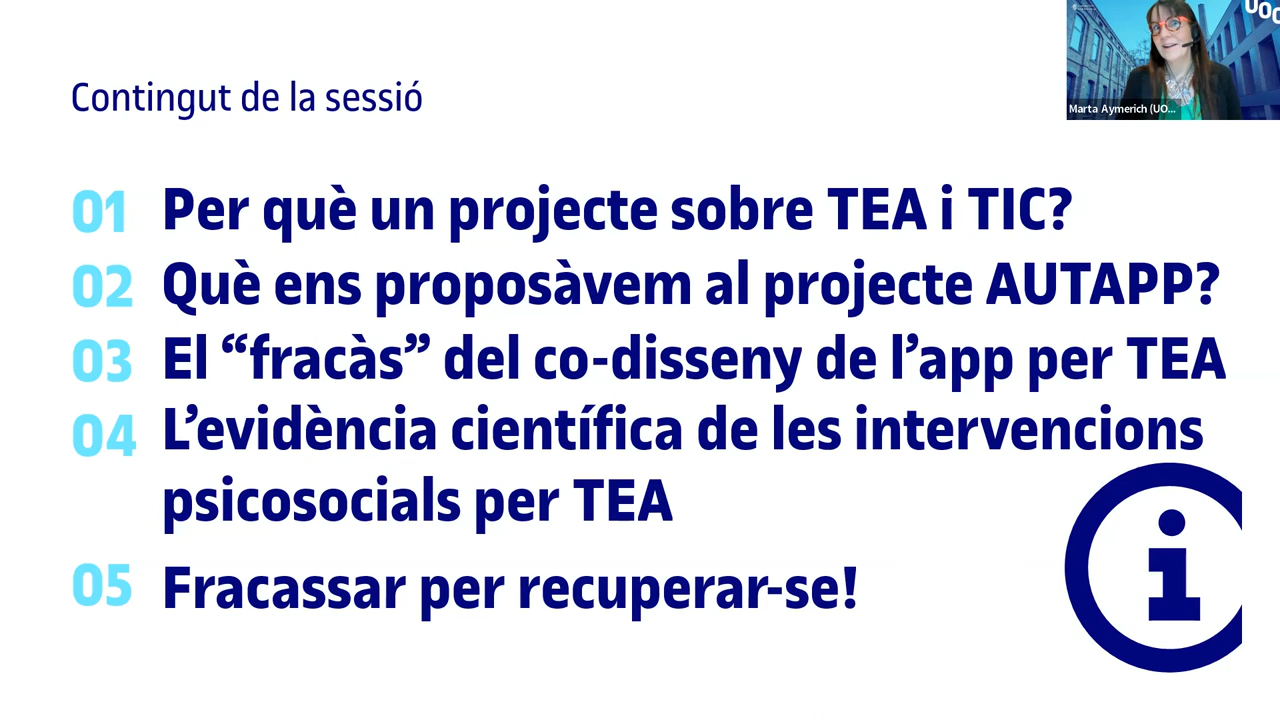 UOC
Marta Aymerich (UO...
Contingut de la sessió
01 Per què un projecte sobre TEA i TIC?
02 Què ens proposàvem al projecte AUTAPP?
03 El “fracàs” del co-disseny de l’app per TEA
04 L’evidència científica de les intervencions
psicosocials per TEA
05 Fracassar per recuperar-se!